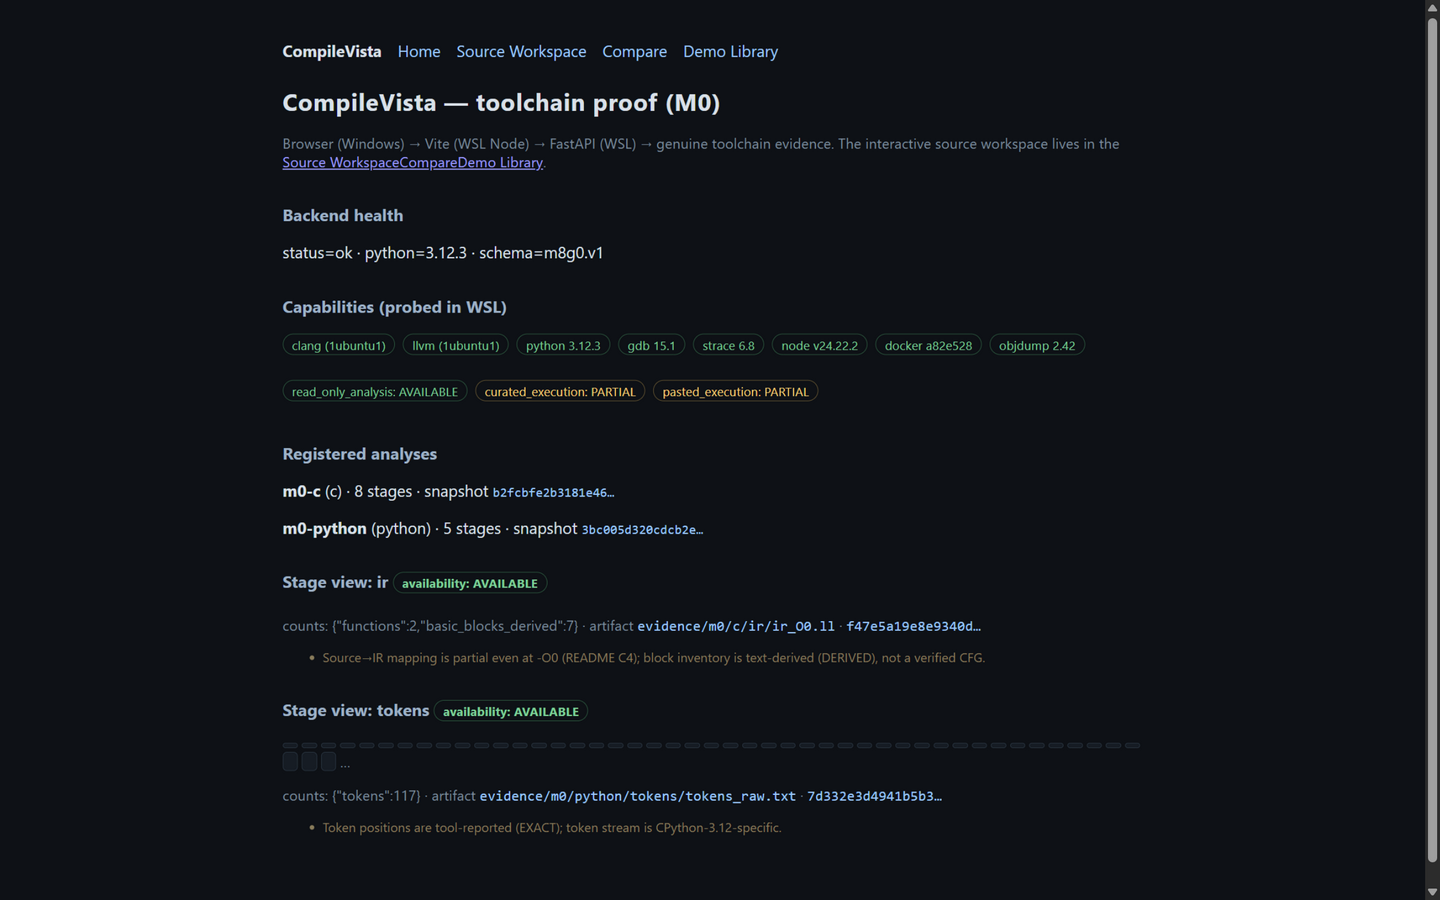 CompileVista Home Source Workspace Compare Demo Library
CompileVista — toolchain proof (M0)
Browser (Windows) → Vite (WSL Node) → FastAPI (WSL) → genuine toolchain evidence. The interactive source workspace lives in the
Source WorkspaceCompareDemo Library.
Backend health
status=ok · python=3.12.3 · schema=m8g0.v1
Capabilities (probed in WSL)
clang (1ubuntu1) llvm (1ubuntu1) python 3.12.3 gdb 15.1 strace 6.8 node v24.22.2 docker a82e528 objdump 2.42
read_only_analysis: AVAILABLE curated_execution: PARTIAL pasted_execution: PARTIAL
Registered analyses
m0-c (c) · 8 stages · snapshot b2fcbfe2b3181e46…
m0-python (python) · 5 stages · snapshot 3bc005d320cdcb2e…
Stage view: ir availability: AVAILABLE
counts: {"functions":2,"basic_blocks_derived":7} · artifact evidence/m0/c/ir/ir_O0.ll · f47e5a19e8e9340d…
• Source→IR mapping is partial even at -O0 (README C4); block inventory is text-derived (DERIVED), not a verified CFG.
Stage view: tokens availability: AVAILABLE
…
counts: {"tokens":117} · artifact evidence/m0/python/tokens/tokens_raw.txt · 7d332e3d4941b5b3…
• Token positions are tool-reported (EXACT); token stream is CPython-3.12-specific.